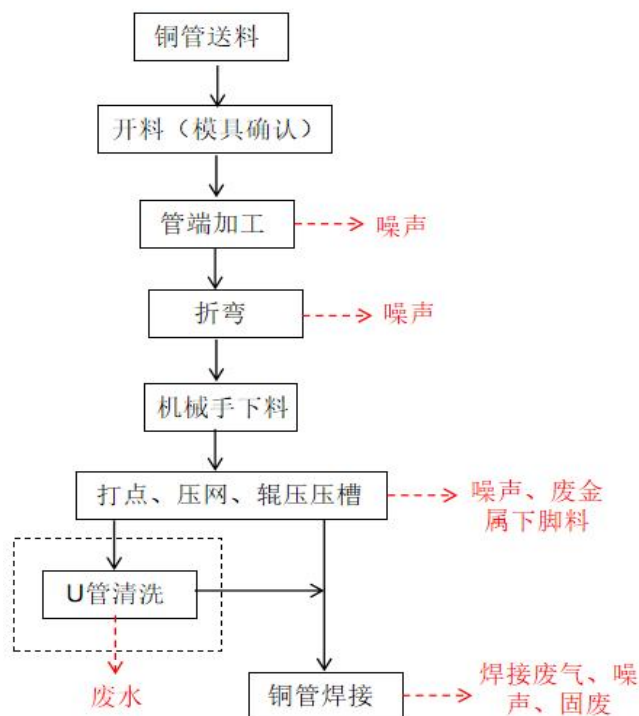 铜管送料
开料（模具确认）
管端加工
噪声
折弯
噪声
机械手下料
打点、压网、辊压压槽
噪声、废金
属下脚料
U管清洗
废水
铜管焊接
焊接废气、噪
声、固废